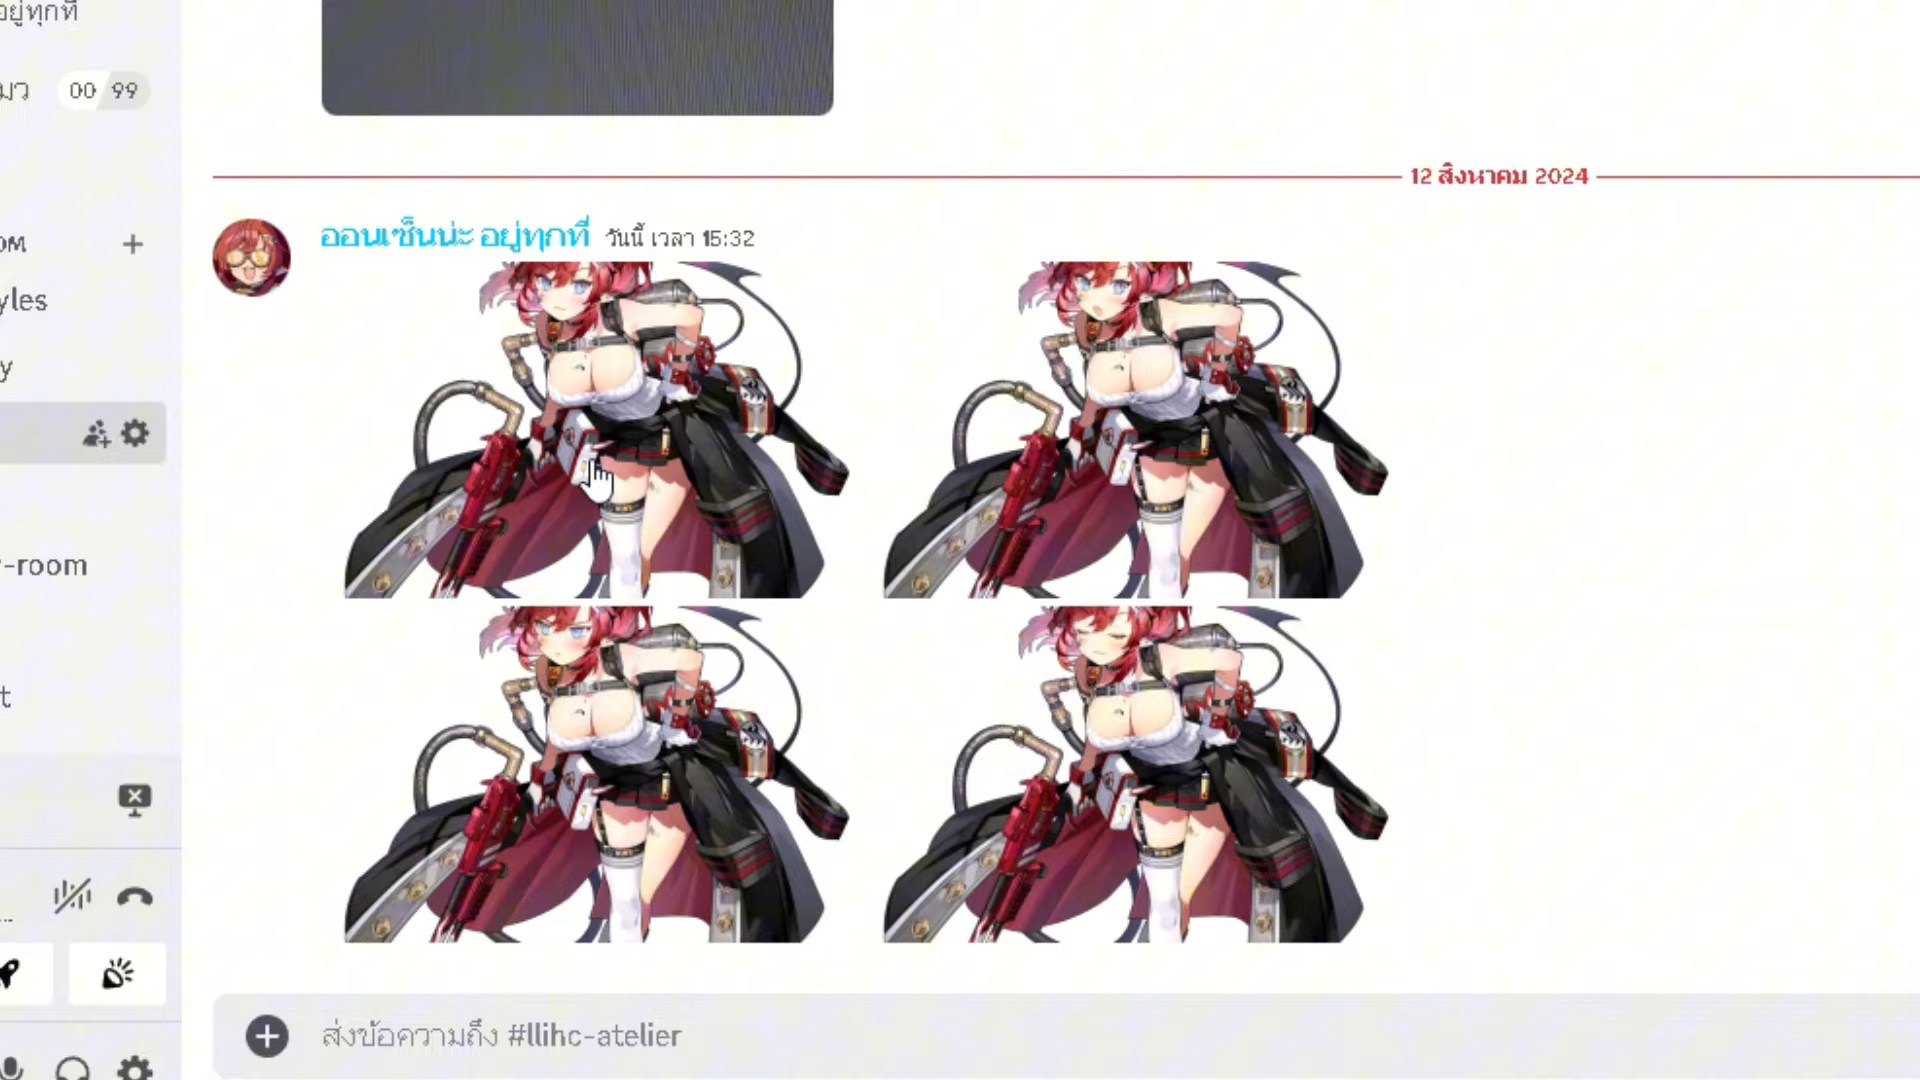 อยู่ทุกที่
00 99
12 สิงหาคม 2024
ออนเซ็นน่ะ อยู่ทุกที่ วันนี้ เวลา 15:32
OM
yles
y
-room
t
...
ส่งข้อความถึง #llihc-atelier